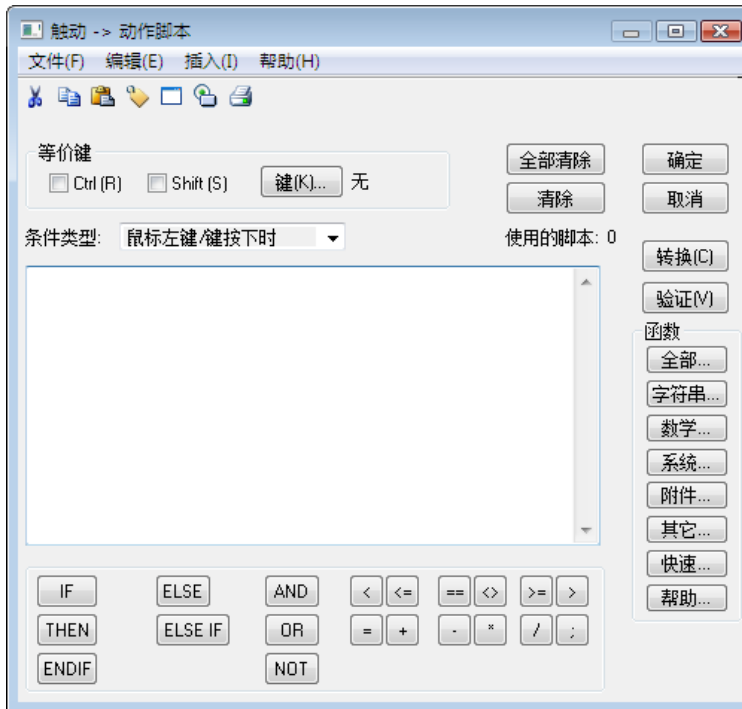 触动 -> 动作脚本
文件(F) 编辑(E) 插入(I) 帮助(H)
等价键
Ctrl (R) Shift (S) 键(K)... 无
全部清除 确定
清除 取消
条件类型: 鼠标左键/键按下时 使用的脚本: 0
转换(C)
验证(V)
函数
全部...
字符串...
数学...
系统...
附件...
其它...
快速...
帮助...
IF ELSE AND < <= == <> >= >
THEN ELSE IF OR = + - * / ;
ENDIF NOT